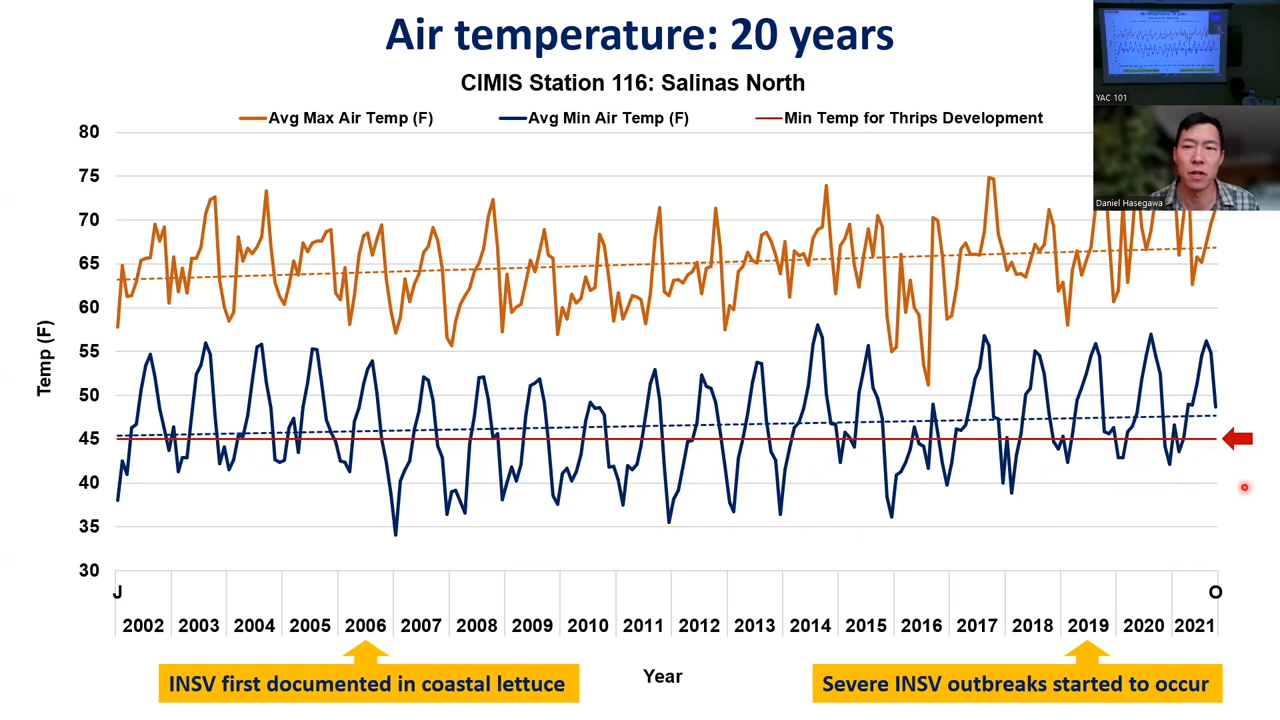 Air temperature: 20 years
CIMIS Station 116: Salinas North
Avg Max Air Temp (F) Avg Min Air Temp (F) Min Temp for Thrips Development
YAC 101
Daniel Hasegawa
80
75
70
65
60
55
50
45
40
35
30
Temp (F)
J O
2002 2003 2004 2005 2006 2007 2008 2009 2010 2011 2012 2013 2014 2015 2016 2017 2018 2019 2020 2021
Year
INSV first documented in coastal lettuce
Severe INSV outbreaks started to occur